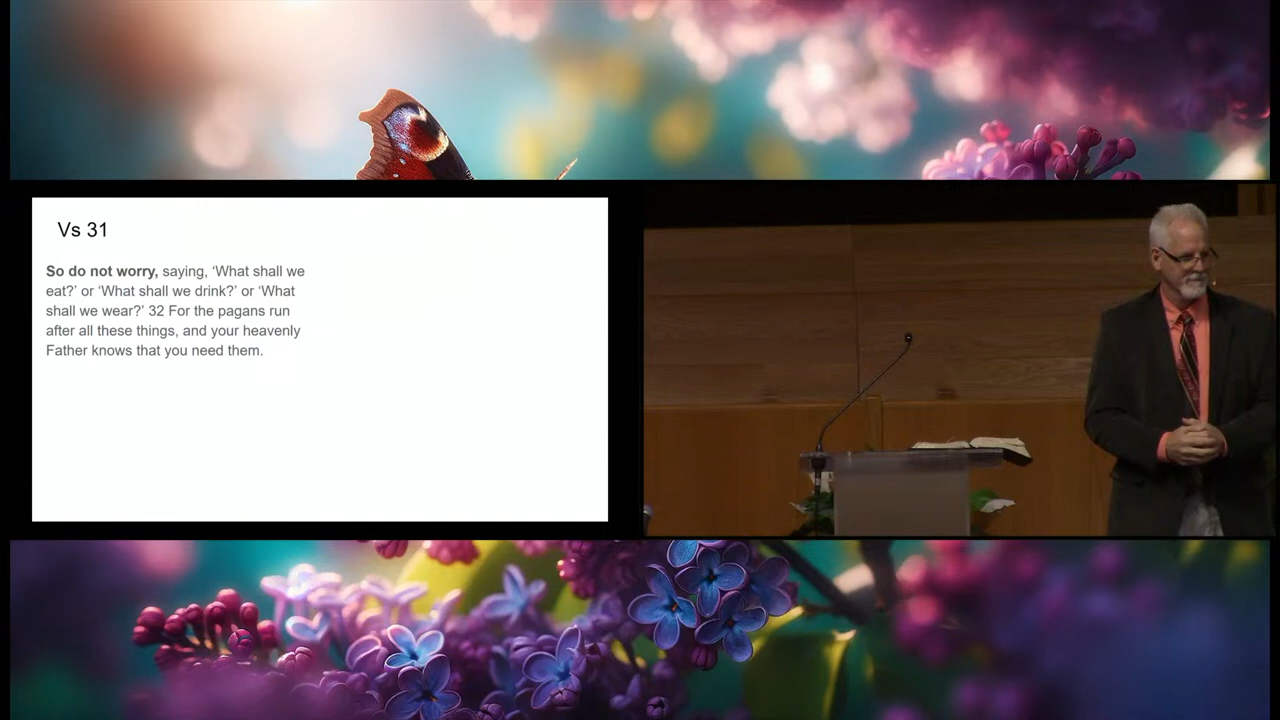 Vs 31
So do not worry, saying, ‘What shall we
eat?’ or ‘What shall we drink?’ or ‘What
shall we wear?’ 32 For the pagans run
after all these things, and your heavenly
Father knows that you need them.